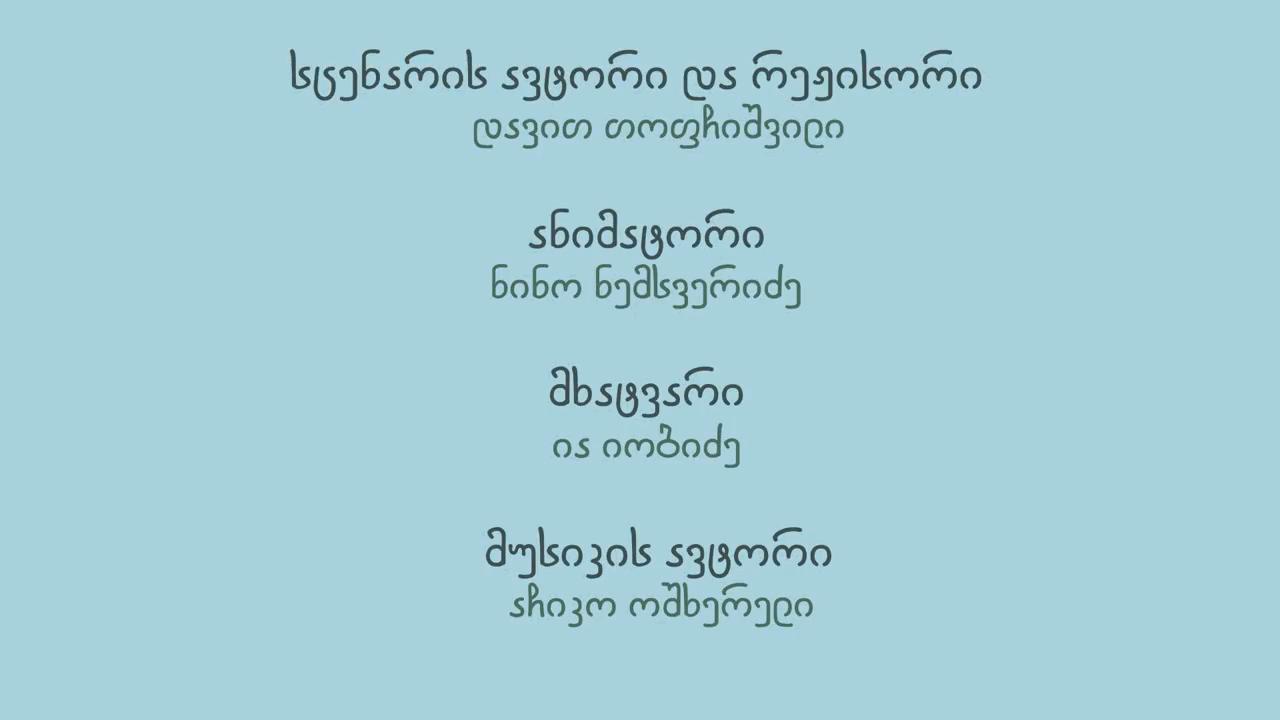 სცენარის ავტორი და რეჟისორი
დავით თოფჩიშვილი
ანიმატორი
ნინო ნემსვერიძე
მხატვარი
ია იობიძე
მუსიკის ავტორი
აჩიკო ოშხერელი